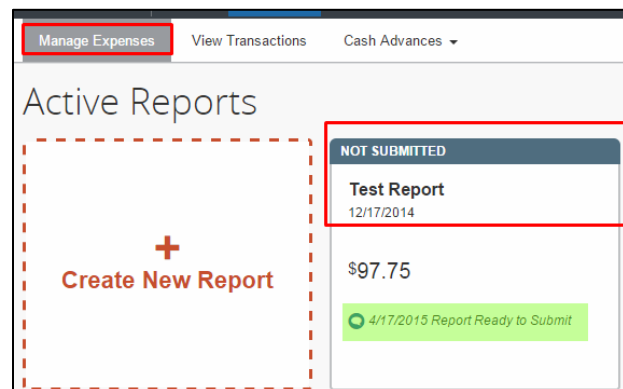 Manage Expenses View Transactions Cash Advances
Active Reports
NOT SUBMITTED
Test Report
12/17/2014
+
Create New Report
$97.75
4/17/2015 Report Ready to Submit